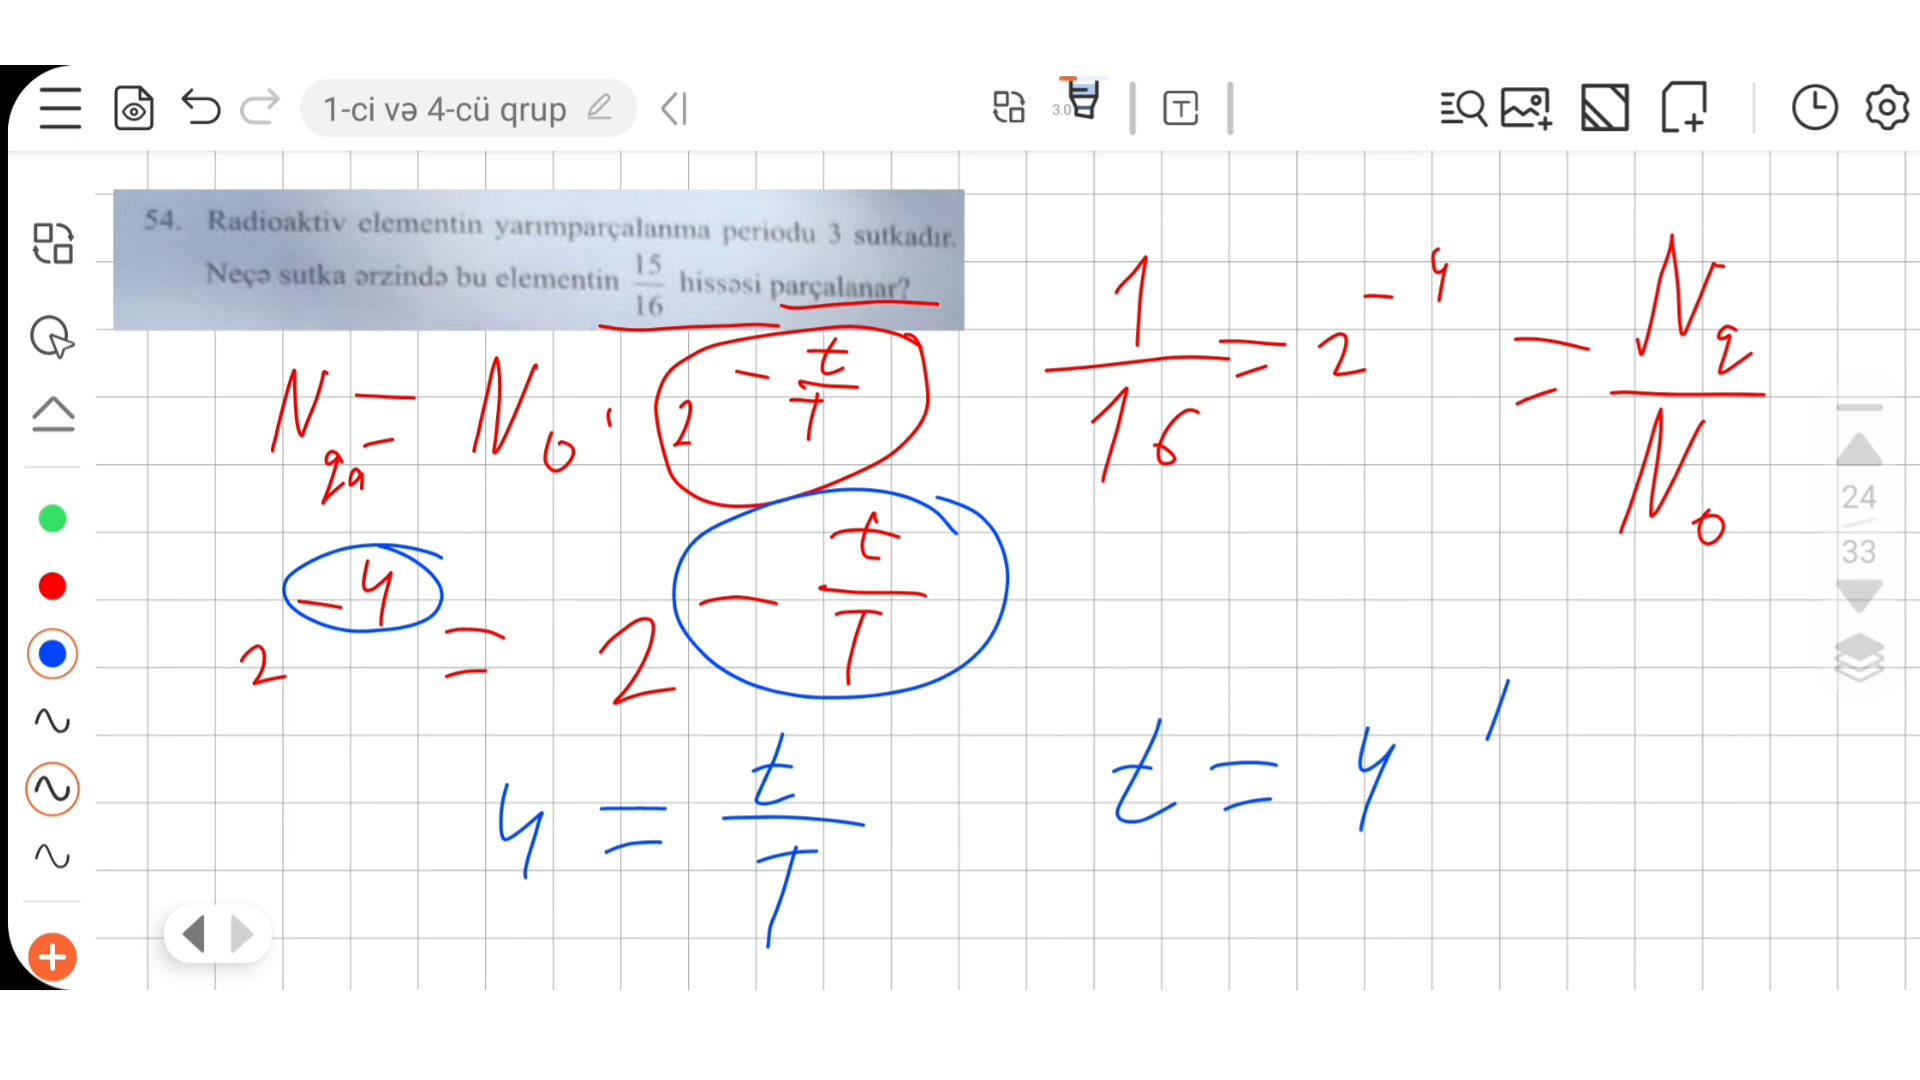 1-ci və 4-cü qrup
3.0
T
54. Radioaktiv elementin yarımparçalanma periodu 3 sutkadır.
Neçə sutka ərzində bu elementin 15/16 hissəsi parçalanar?
N_qa = N_0 · 2^(-t/T)
1/16 = 2^-4 = N_q/N_0
2^-4 = 2^(-t/T)
4 = t/T
t = 4
24
33